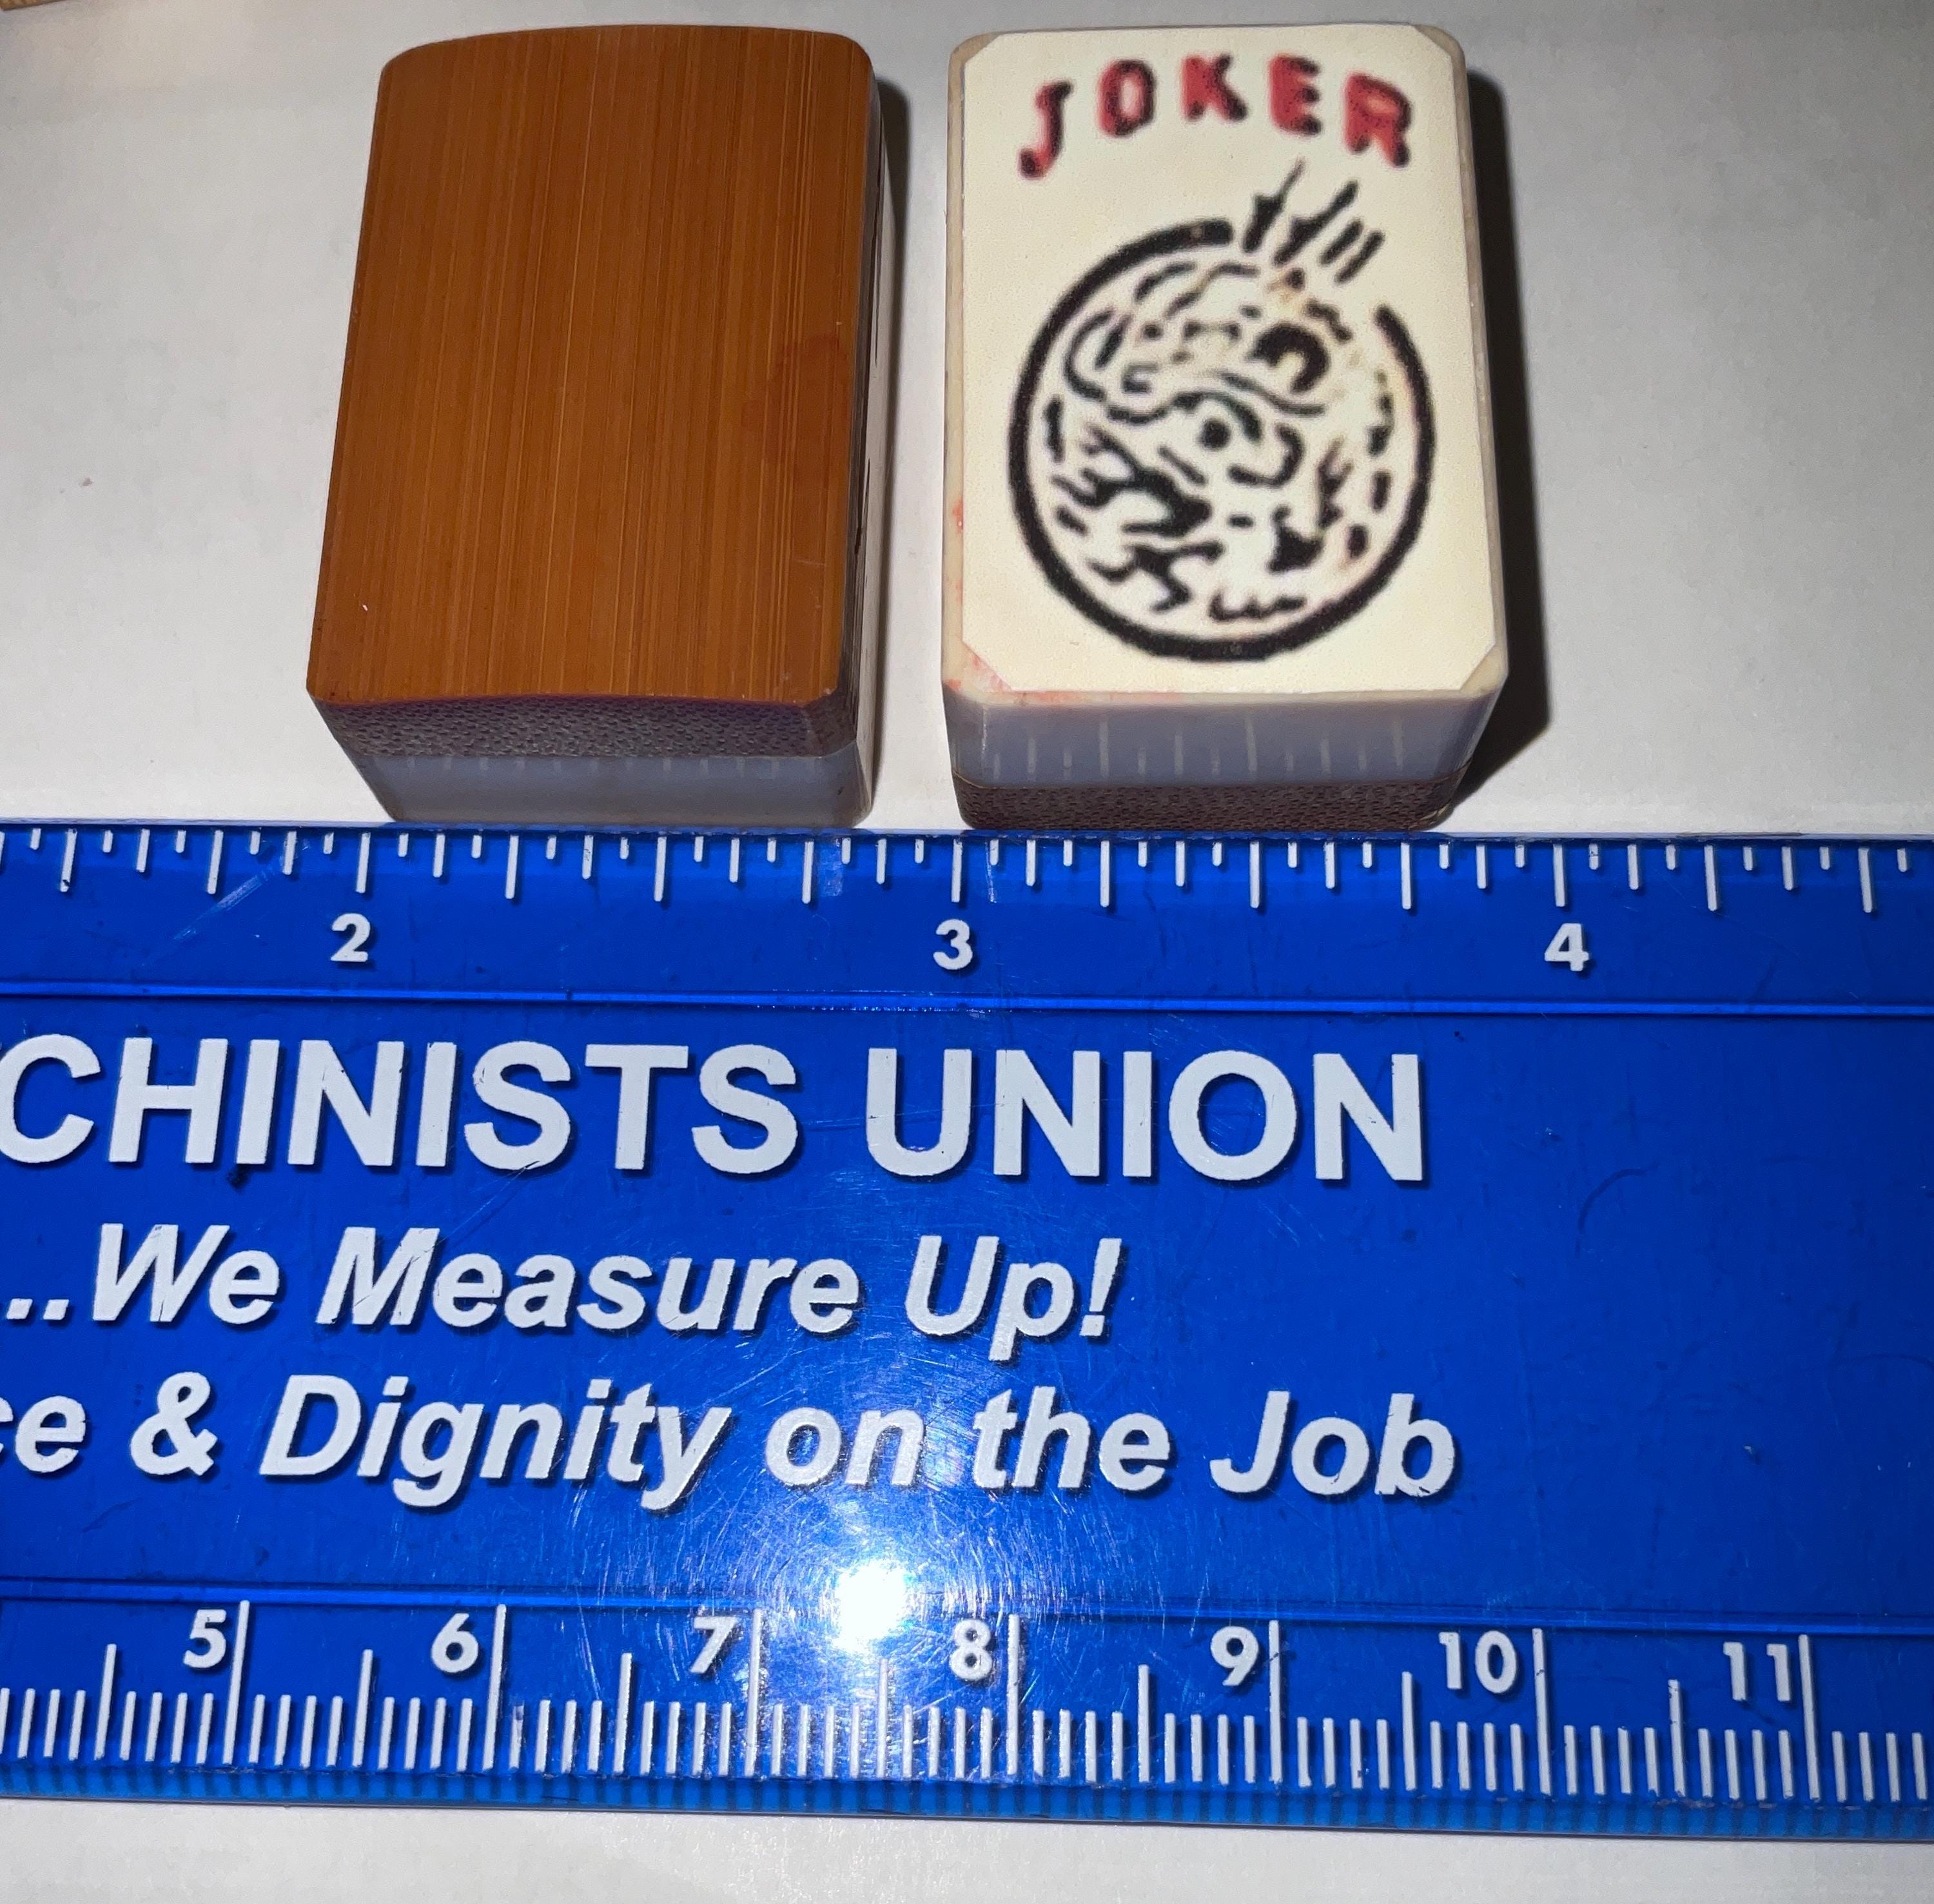 JOKER
2 3 4
CHINISTS UNION
...We Measure Up!
ce & Dignity on the Job
5 6 7 8 9 10 11